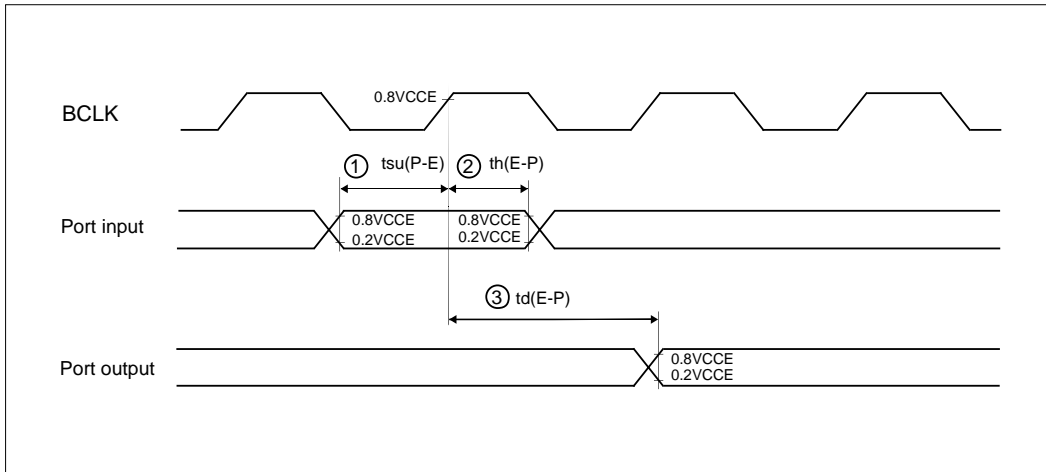 0.8VCCE
BCLK
① tsu(P-E) ② th(E-P)
Port input
0.8VCCE 0.8VCCE
0.2VCCE 0.2VCCE
③ td(E-P)
Port output
0.8VCCE
0.2VCCE